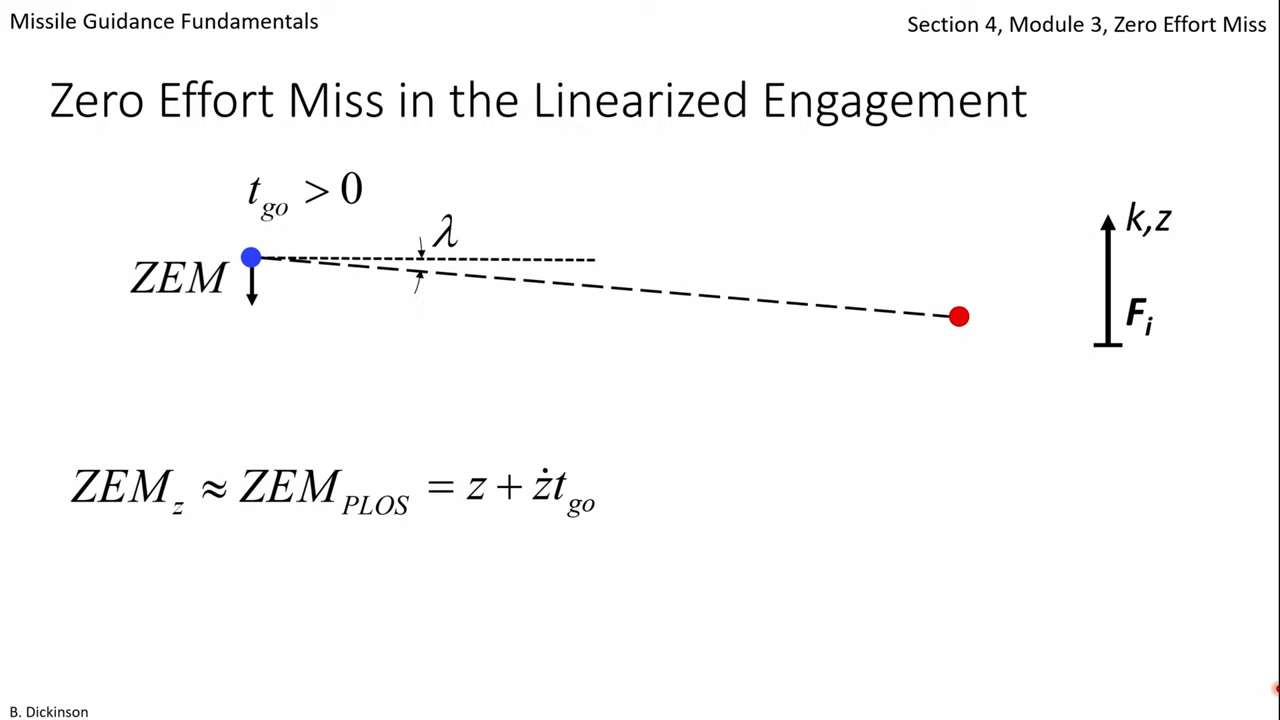 Missile Guidance Fundamentals
Section 4, Module 3, Zero Effort Miss
Zero Effort Miss in the Linearized Engagement
t_go > 0
λ
k,z
ZEM
F_i
ZEM_z ≈ ZEM_PLOS = z + ż t_go
B. Dickinson